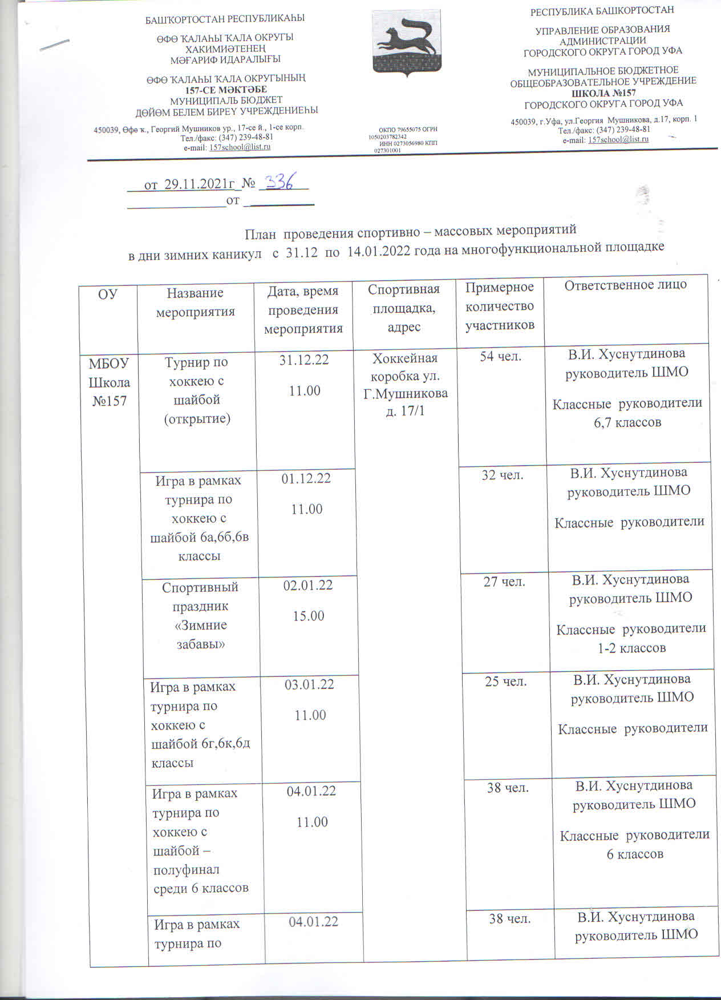 БАШҠОРТОСТАН РЕСПУБЛИКАҺЫ
ӨФӨ ҠАЛАҺЫ ҠАЛА ОКРУГЫ
ХАКИМИӘТЕНЕҢ
МӘҒАРИФ ИДАРАЛЫҒЫ
ӨФӨ ҠАЛАҺЫ ҠАЛА ОКРУГЫНЫҢ
157-СЕ МӘКТӘБЕ
МУНИЦИПАЛЬ БЮДЖЕТ
ДӨЙӨМ БЕЛЕМ БИРЕҮ УЧРЕЖДЕНИЕҺЫ
450039, Өфө ҡ., Георгий Мушников ур., 17-се й., 1-се корп.
Тел./факс: (347) 239-48-81
e-mail: 157school@list.ru
ОКПО 79655075 ОГРН
1050203782342
ИНН 0273056980 КПП
027301001
РЕСПУБЛИКА БАШКОРТОСТАН
УПРАВЛЕНИЕ ОБРАЗОВАНИЯ
АДМИНИСТРАЦИИ
ГОРОДСКОГО ОКРУГА ГОРОД УФА
МУНИЦИПАЛЬНОЕ БЮДЖЕТНОЕ
ОБЩЕОБРАЗОВАТЕЛЬНОЕ УЧРЕЖДЕНИЕ
ШКОЛА №157
ГОРОДСКОГО ОКРУГА ГОРОД УФА
450039, г.Уфа, ул.Георгия Мушникова, д.17, корп. 1
Тел./факс: (347) 239-48-81
e-mail: 157school@list.ru
от 29.11.2021г_№ 336
от
План проведения спортивно – массовых мероприятий
в дни зимних каникул с 31.12 по 14.01.2022 года на многофункциональной площадке
ОУ
Название
мероприятия
Дата, время
проведения
мероприятия
Спортивная
площадка,
адрес
Примерное
количество
участников
Ответственное лицо
МБОУ
Школа
№157
Турнир по
хоккею с
шайбой
(открытие)
31.12.22
11.00
Хоккейная
коробка ул.
Г.Мушникова
д. 17/1
54 чел.
В.И. Хуснутдинова
руководитель ШМО
Классные руководители
6,7 классов
Игра в рамках
турнира по
хоккею с
шайбой 6а,6б,6в
классы
01.12.22
11.00
32 чел.
В.И. Хуснутдинова
руководитель ШМО
Классные руководители
Спортивный
праздник
«Зимние
забавы»
02.01.22
15.00
27 чел.
В.И. Хуснутдинова
руководитель ШМО
Классные руководители
1-2 классов
Игра в рамках
турнира по
хоккею с
шайбой 6г,6к,6д
классы
03.01.22
11.00
25 чел.
В.И. Хуснутдинова
руководитель ШМО
Классные руководители
Игра в рамках
турнира по
хоккею с
шайбой –
полуфинал
среди 6 классов
04.01.22
11.00
38 чел.
В.И. Хуснутдинова
руководитель ШМО
Классные руководители
6 классов
Игра в рамках
турнира по
04.01.22
38 чел.
В.И. Хуснутдинова
руководитель ШМО